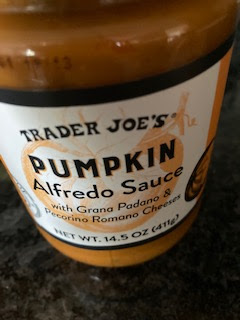 TRADER JOE'S®
PUMPKIN
Alfredo Sauce
with Grana Padano &
Pecorino Romano Cheeses
NET WT. 14.5 OZ (411g)